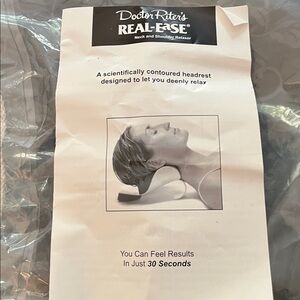 Doctor Riter's
REAL-EASE®
Neck and Shoulder Relaxer
A scientifically contoured headrest
designed to let you deeply relax
You Can Feel Results
In Just 30 Seconds